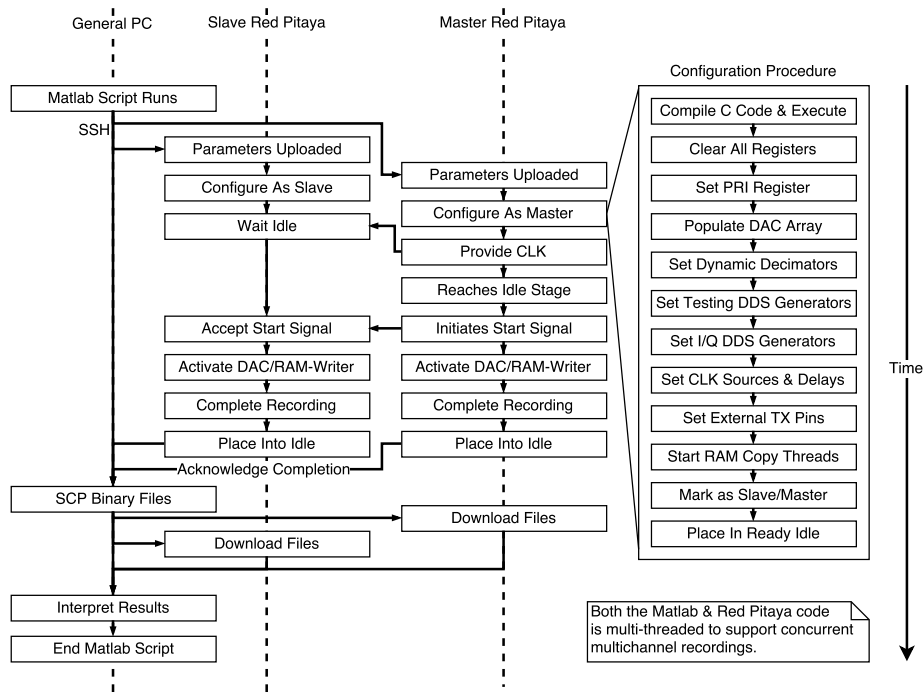 General PC
Slave Red Pitaya
Master Red Pitaya
Configuration Procedure
Matlab Script Runs
SSH
Parameters Uploaded
Configure As Slave
Wait Idle
Accept Start Signal
Activate DAC/RAM-Writer
Complete Recording
Place Into Idle
Parameters Uploaded
Configure As Master
Provide CLK
Reaches Idle Stage
Initiates Start Signal
Activate DAC/RAM-Writer
Complete Recording
Place Into Idle
Acknowledge Completion
SCP Binary Files
Download Files
Download Files
Interpret Results
End Matlab Script
Compile C Code & Execute
Clear All Registers
Set PRI Register
Populate DAC Array
Set Dynamic Decimators
Set Testing DDS Generators
Set I/Q DDS Generators
Set CLK Sources & Delays
Set External TX Pins
Start RAM Copy Threads
Mark as Slave/Master
Place In Ready Idle
Time
Both the Matlab & Red Pitaya code
is multi-threaded to support concurrent
multichannel recordings.